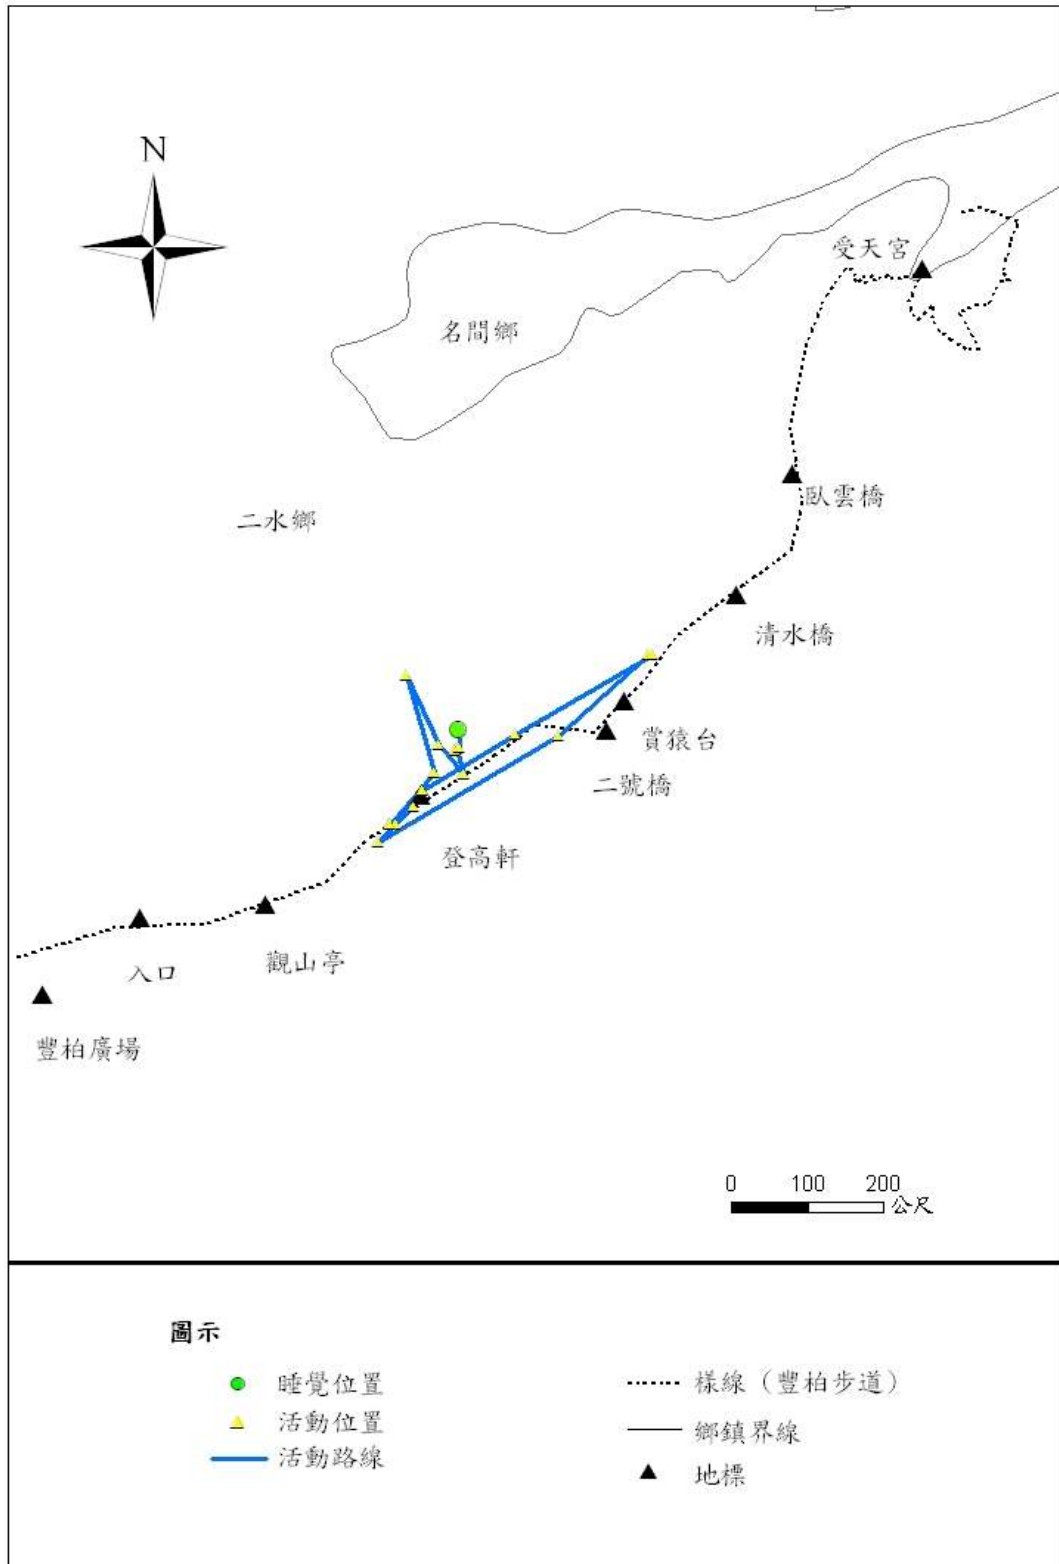 N
受天宮
名間鄉
臥雲橋
二水鄉
清水橋
賞猿台
二號橋
登高軒
觀山亭
入口
豐柏廣場
0 100 200
公尺
圖示
睡覺位置
活動位置
活動路線
樣線（豐柏步道）
鄉鎮界線
地標